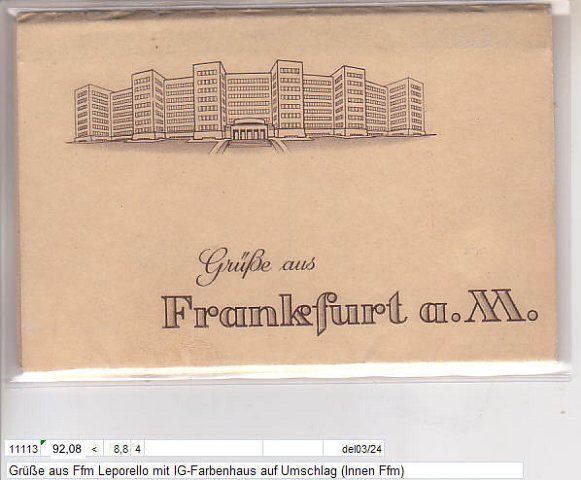 Grüße aus
Frankfurt a. M.
11113 92,08 < 8,8 4 del03/24
Grüße aus Ffm Leporello mit IG-Farbenhaus auf Umschlag (Innen Ffm)